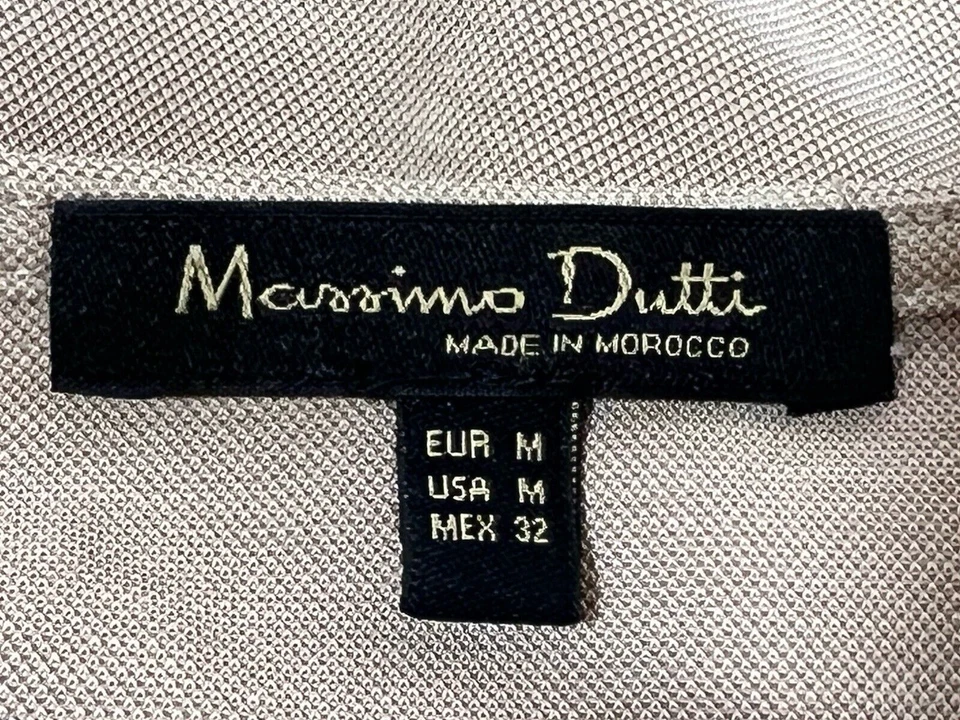 Massimo Dutti
MADE IN MOROCCO
EUR M
USA M
MEX 32